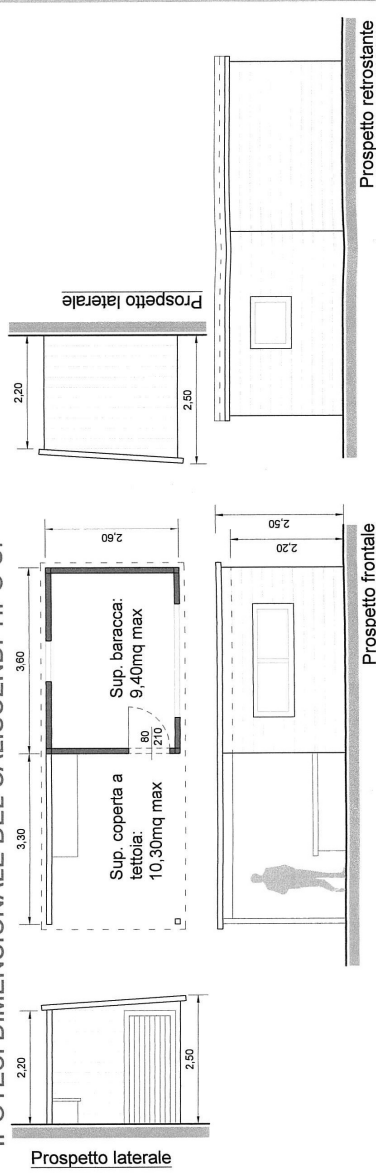 IPOTESI DIMENSIONALE DEL SALISCENDI TIPO C:
2,20
2,50
Prospetto laterale
3,30
3,60
2,60
Sup. coperta a
tettoia:
10,30mq max
80
210
Sup. baracca:
9,40mq max
2,20
2,50
Prospetto laterale
2,20
2,50
Prospetto frontale
Prospetto retrostante